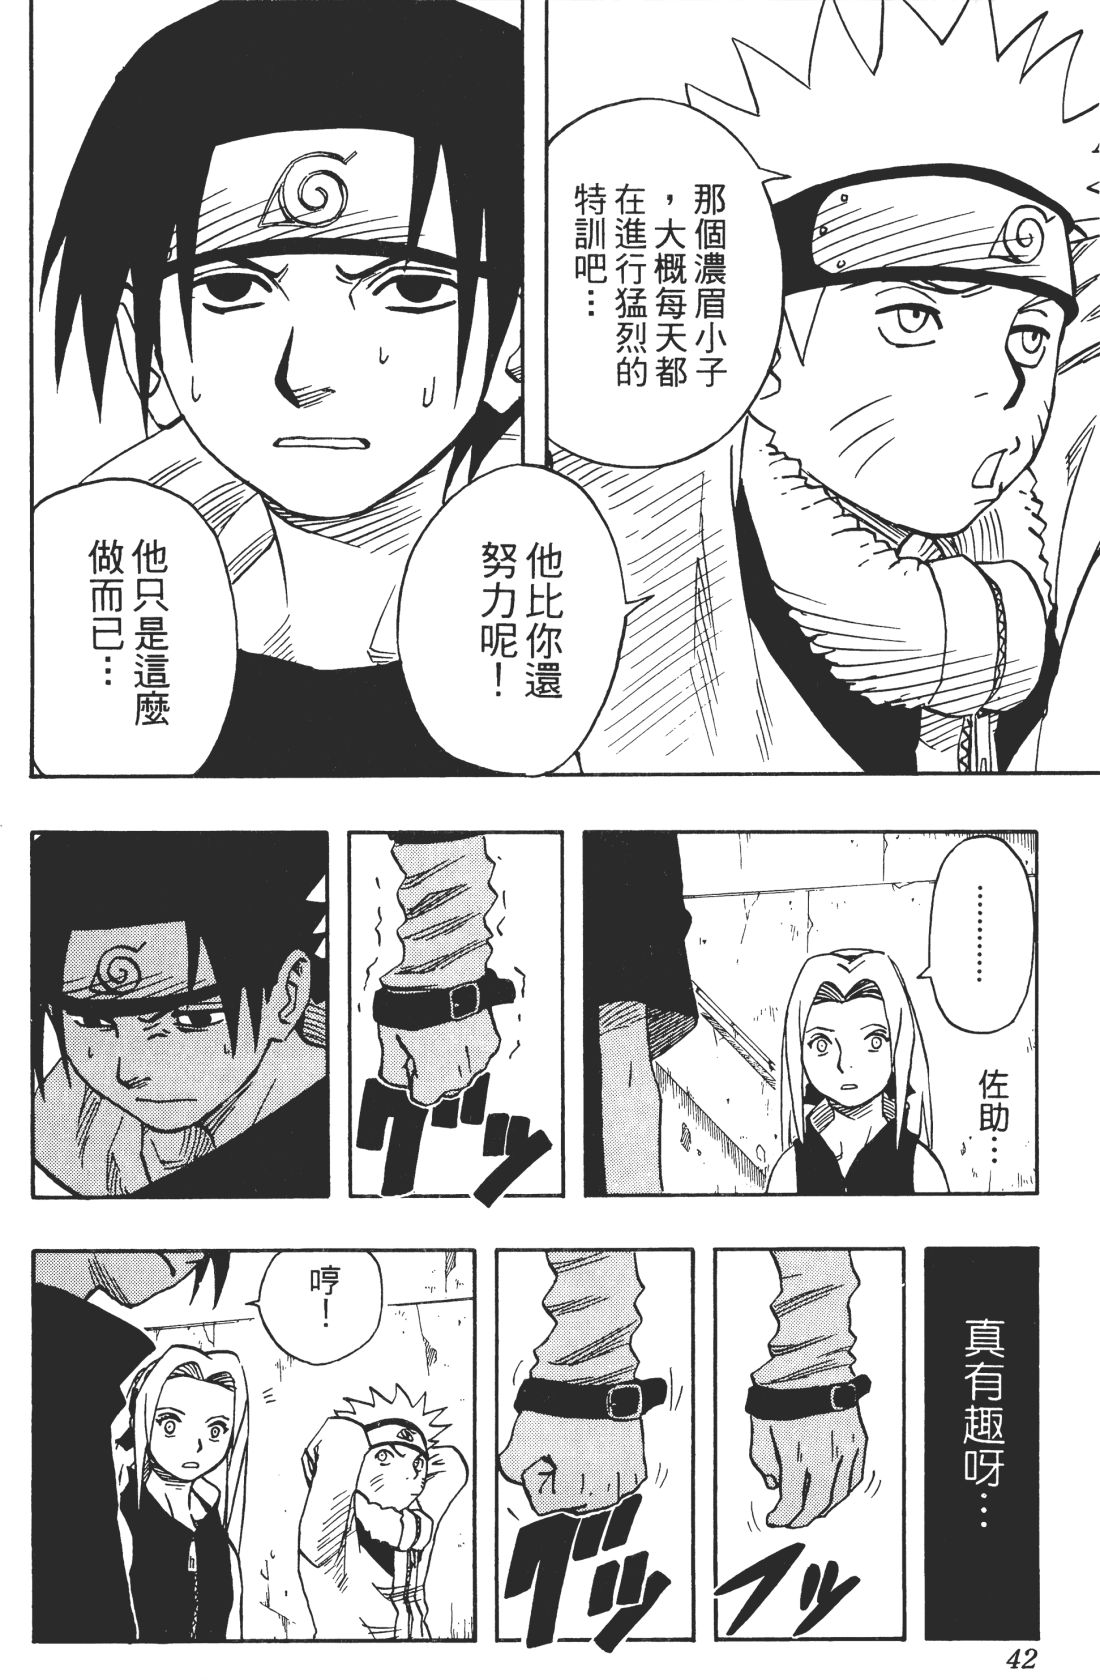 那個濃眉小子
，大概每天都
在進行猛烈的
特訓吧…
他比你還
努力呢！
他只是這麼
做而已…
…………
佐助…
グッ
真有趣呀…
フッ
グッ
哼！
42